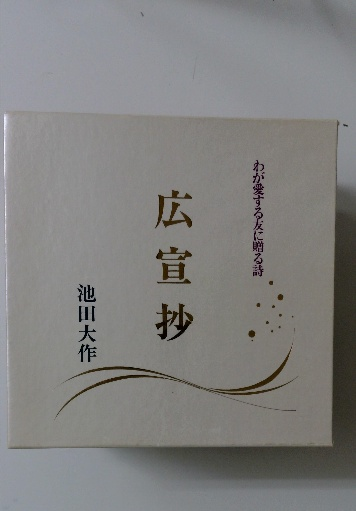 わが愛する友に贈る詩
広宣抄
池田大作